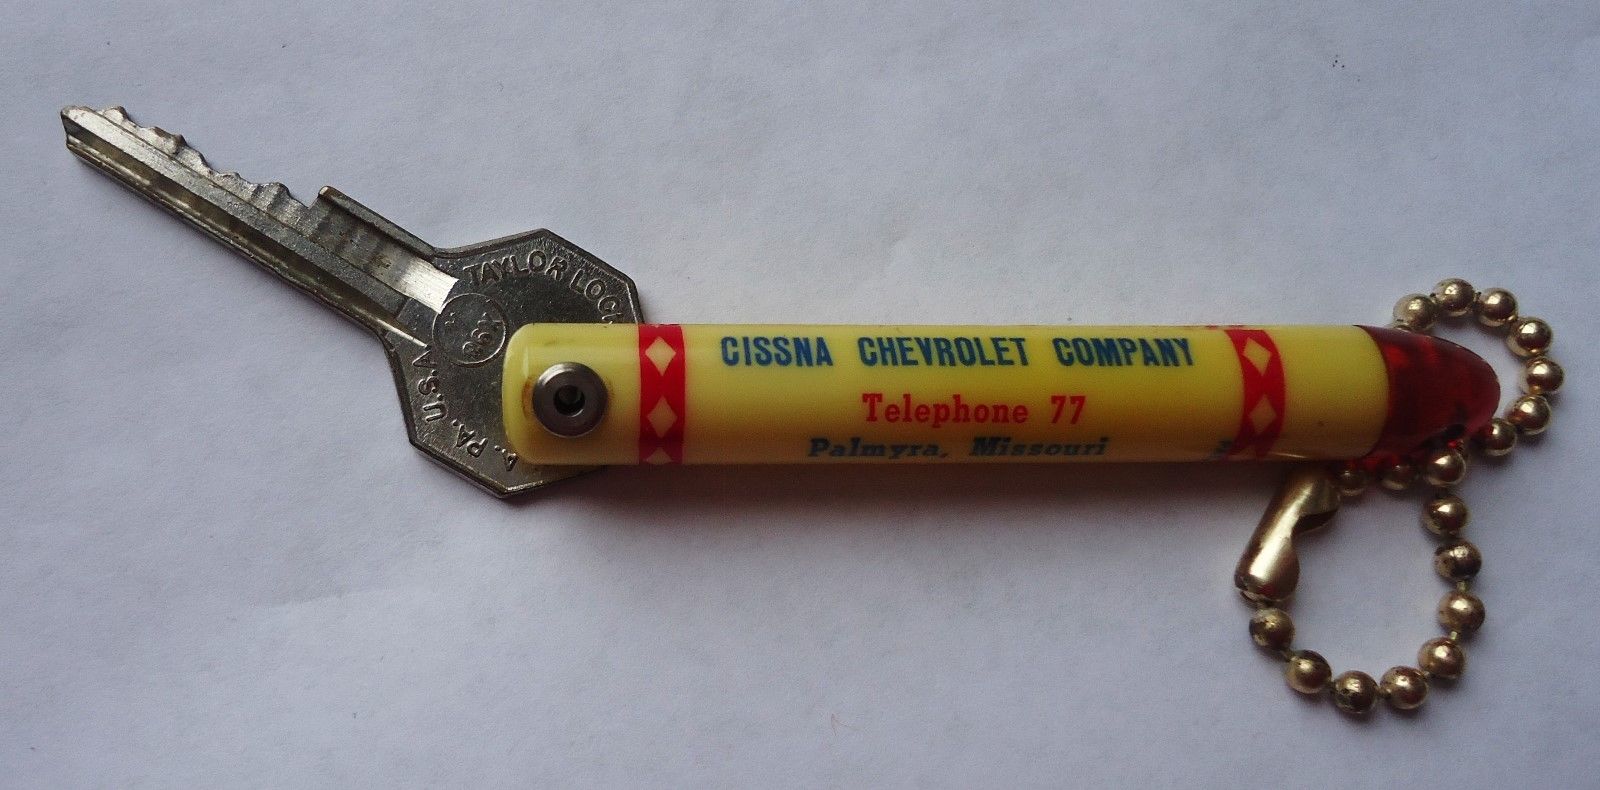 TAYLOR LOCK
A. PA. U.S.A
CISSNA CHEVROLET COMPANY
Telephone 77
Palmyra, Missouri